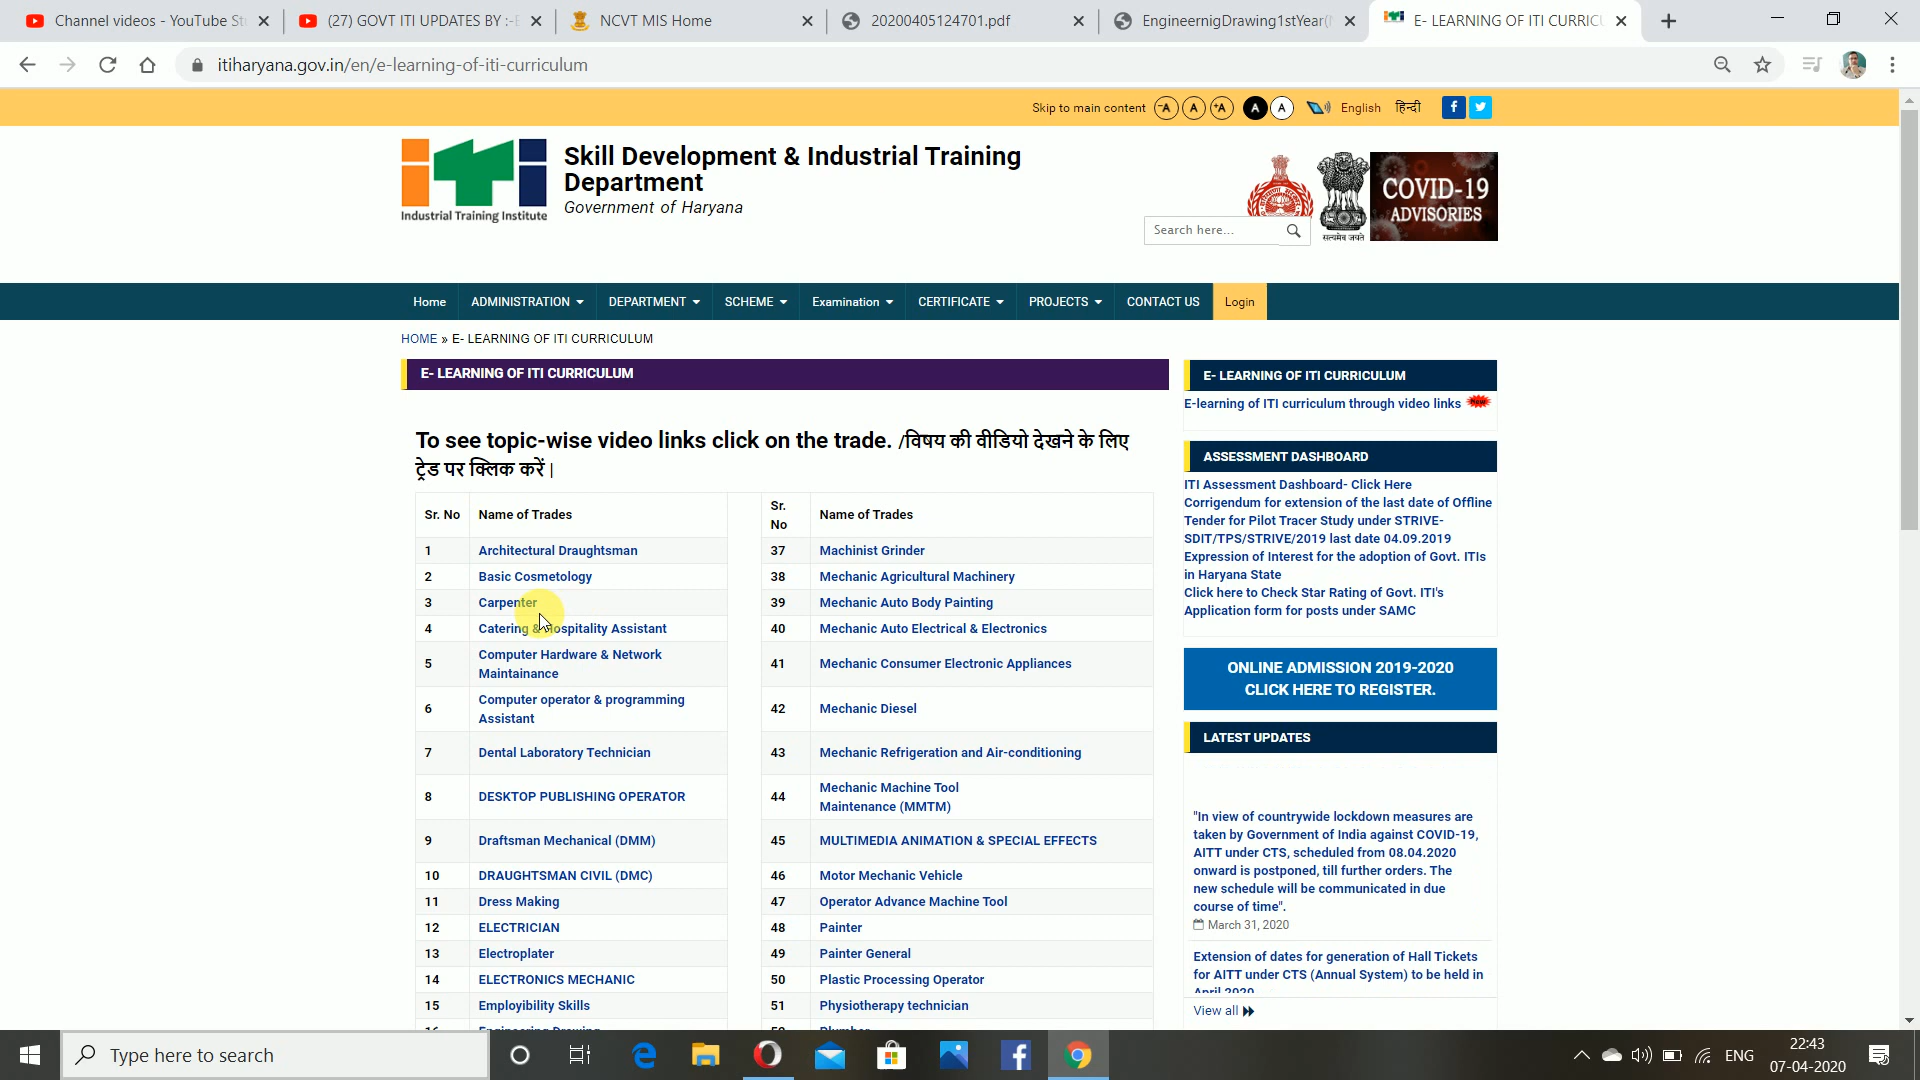 Channel videos - YouTube St
(27) GOVT ITI UPDATES BY :-
NCVT MIS Home
20200405124701.pdf
EngineernigDrawing1stYear(
E- LEARNING OF ITI CURRIC
itiharyana.gov.in/en/e-learning-of-iti-curriculum
Skip to main content -A A +A A A English हिन्दी
Skill Development & Industrial Training
Department
Government of Haryana
Industrial Training Institute
सत्यमेव जयते
COVID-19
ADVISORIES
Search here...
Home ADMINISTRATION DEPARTMENT SCHEME Examination CERTIFICATE PROJECTS CONTACT US Login
HOME » E- LEARNING OF ITI CURRICULUM
E- LEARNING OF ITI CURRICULUM
To see topic-wise video links click on the trade. /विषय की वीडियो देखने के लिए
ट्रेड पर क्लिक करें |
Sr. No Name of Trades Sr. No Name of Trades
1 Architectural Draughtsman 37 Machinist Grinder
2 Basic Cosmetology 38 Mechanic Agricultural Machinery
3 Carpenter 39 Mechanic Auto Body Painting
4 Catering & Hospitality Assistant 40 Mechanic Auto Electrical & Electronics
5 Computer Hardware & Network Maintainance 41 Mechanic Consumer Electronic Appliances
6 Computer operator & programming Assistant 42 Mechanic Diesel
7 Dental Laboratory Technician 43 Mechanic Refrigeration and Air-conditioning
8 DESKTOP PUBLISHING OPERATOR 44 Mechanic Machine Tool Maintenance (MMTM)
9 Draftsman Mechanical (DMM) 45 MULTIMEDIA ANIMATION & SPECIAL EFFECTS
10 DRAUGHTSMAN CIVIL (DMC) 46 Motor Mechanic Vehicle
11 Dress Making 47 Operator Advance Machine Tool
12 ELECTRICIAN 48 Painter
13 Electroplater 49 Painter General
14 ELECTRONICS MECHANIC 50 Plastic Processing Operator
15 Employibility Skills 51 Physiotherapy technician
E- LEARNING OF ITI CURRICULUM
E-learning of ITI curriculum through video links New
ASSESSMENT DASHBOARD
ITI Assessment Dashboard- Click Here
Corrigendum for extension of the last date of Offline
Tender for Pilot Tracer Study under STRIVE-
SDIT/TPS/STRIVE/2019 last date 04.09.2019
Expression of Interest for the adoption of Govt. ITIs
in Haryana State
Click here to Check Star Rating of Govt. ITI's
Application form for posts under SAMC
ONLINE ADMISSION 2019-2020
CLICK HERE TO REGISTER.
LATEST UPDATES
"In view of countrywide lockdown measures are
taken by Government of India against COVID-19,
AITT under CTS, scheduled from 08.04.2020
onward is postponed, till further orders. The
new schedule will be communicated in due
course of time".
March 31, 2020
Extension of dates for generation of Hall Tickets
for AITT under CTS (Annual System) to be held in
April 2020
View all
Type here to search
ENG
22:43
07-04-2020